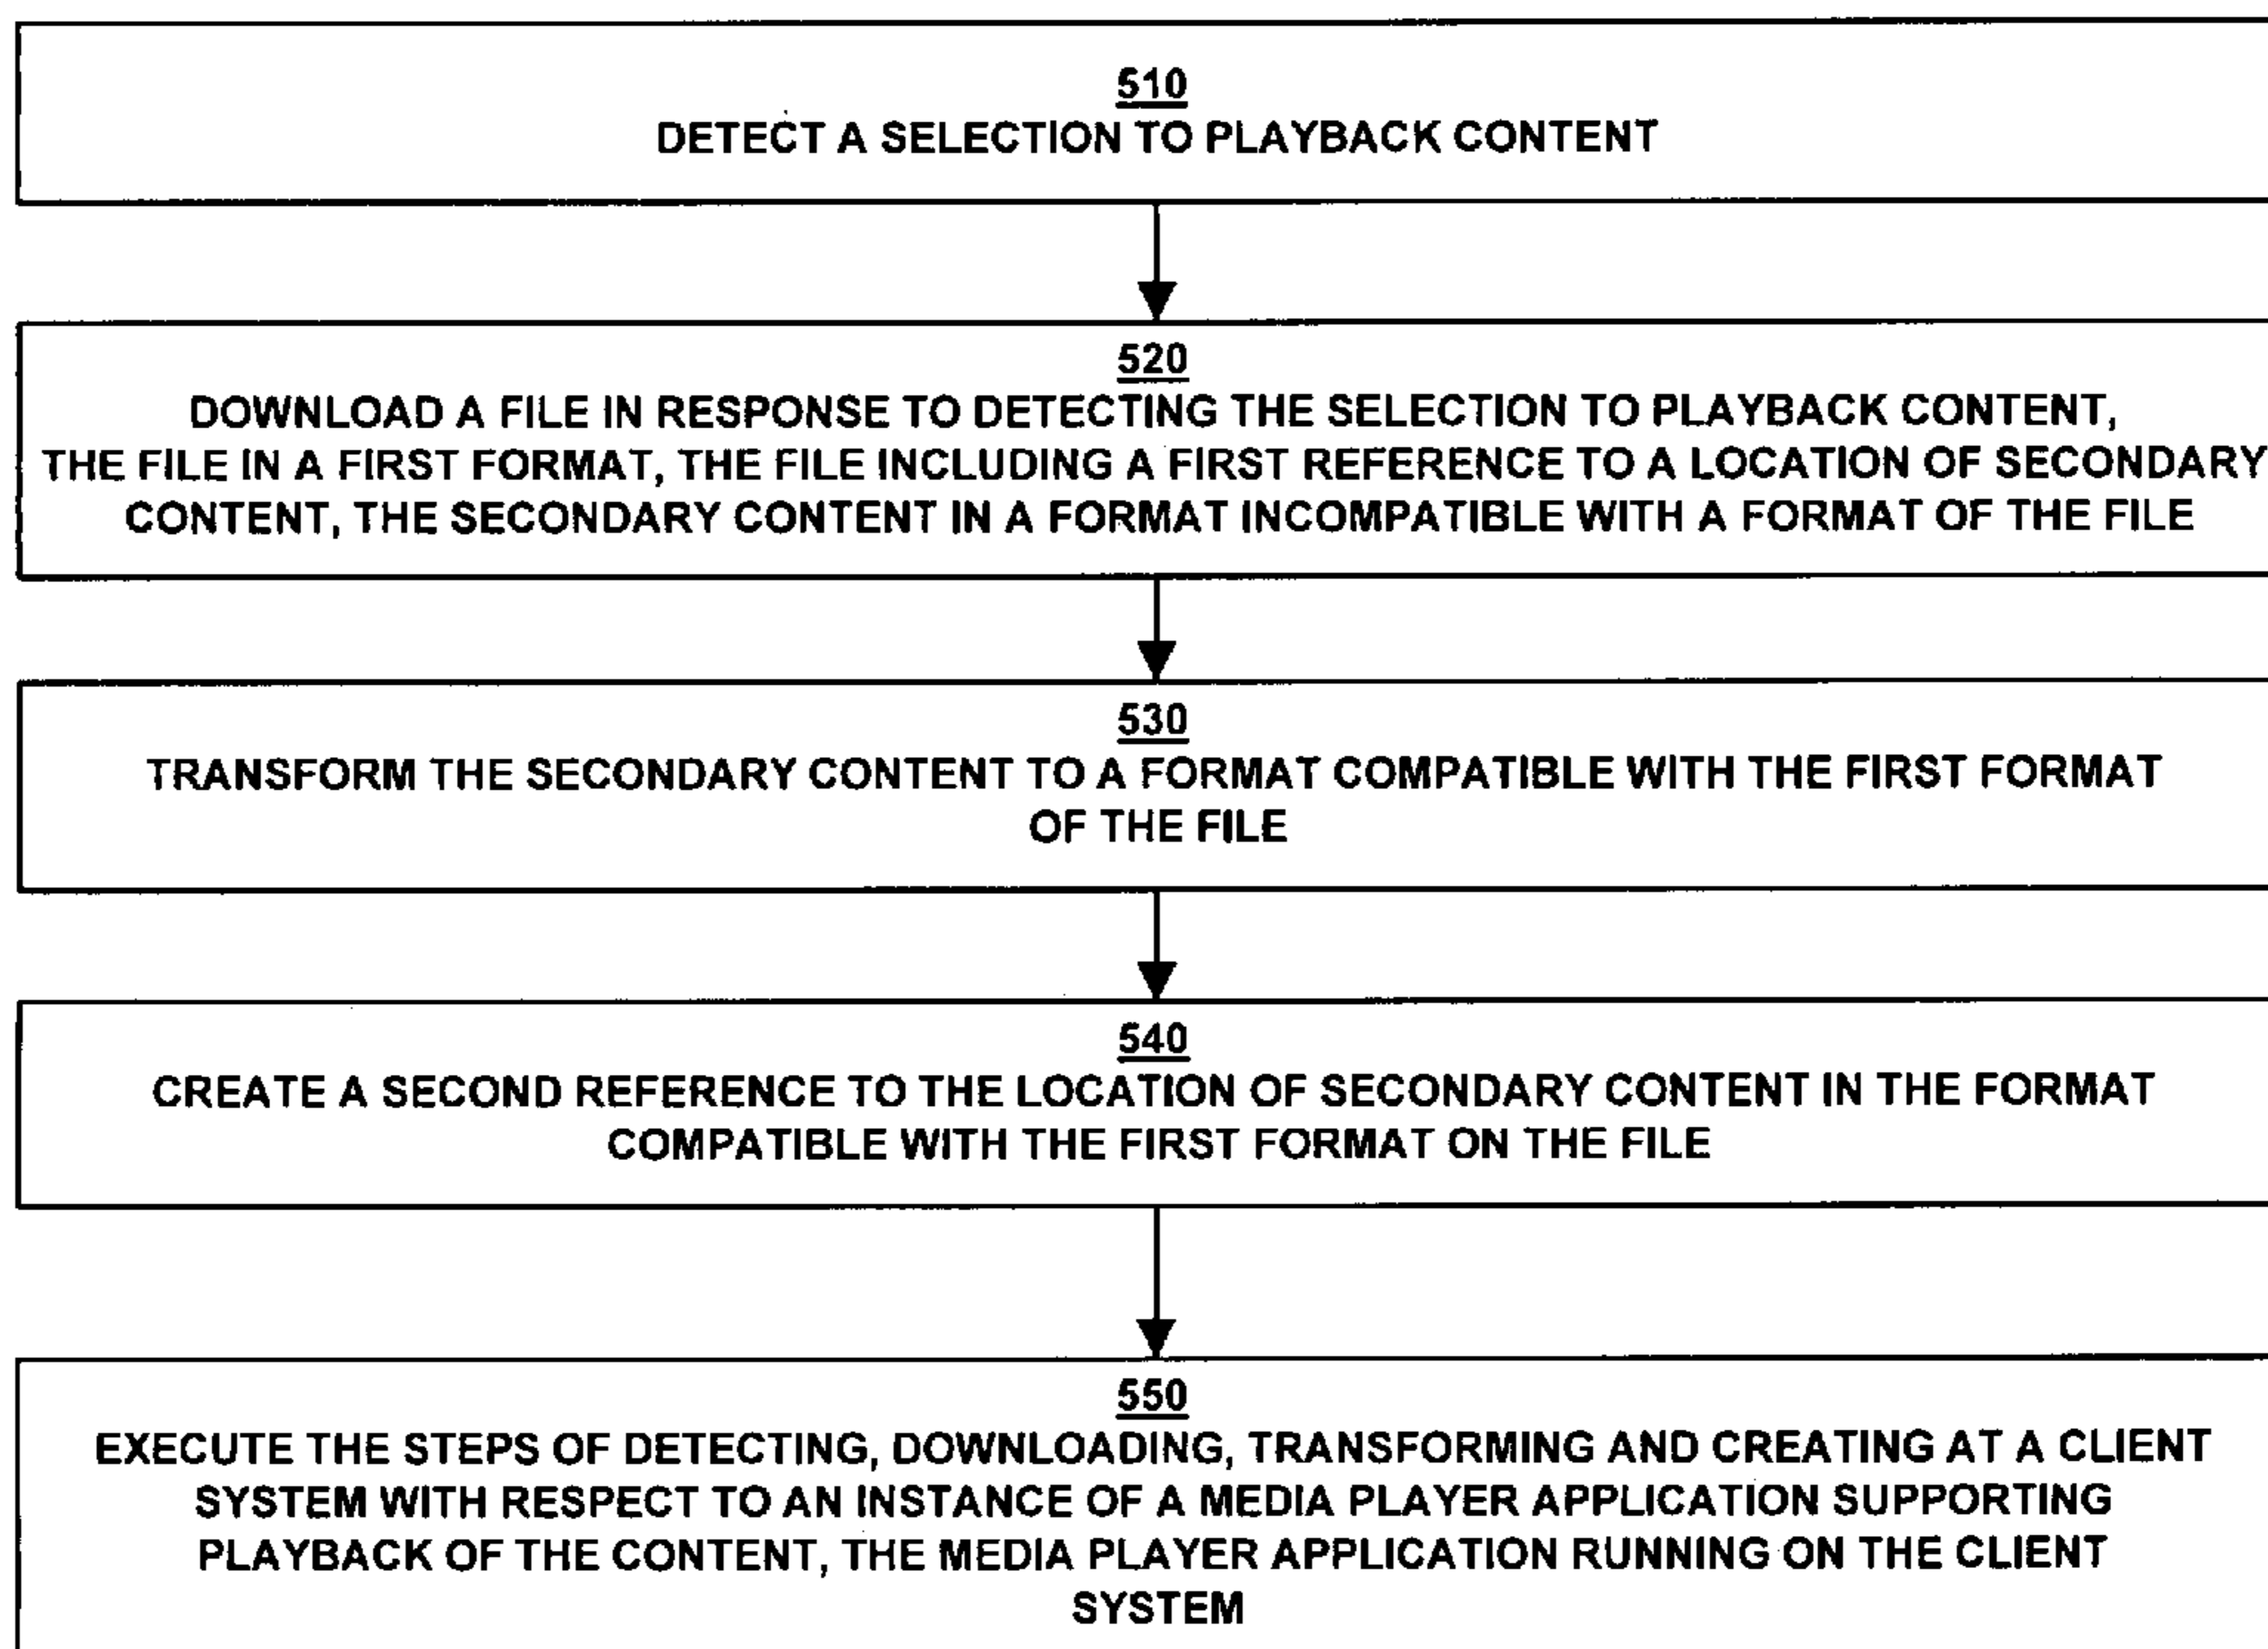 510
DETECT A SELECTION TO PLAYBACK CONTENT
520
DOWNLOAD A FILE IN RESPONSE TO DETECTING THE SELECTION TO PLAYBACK CONTENT,
THE FILE IN A FIRST FORMAT, THE FILE INCLUDING A FIRST REFERENCE TO A LOCATION OF SECONDARY
CONTENT, THE SECONDARY CONTENT IN A FORMAT INCOMPATIBLE WITH A FORMAT OF THE FILE
530
TRANSFORM THE SECONDARY CONTENT TO A FORMAT COMPATIBLE WITH THE FIRST FORMAT
OF THE FILE
540
CREATE A SECOND REFERENCE TO THE LOCATION OF SECONDARY CONTENT IN THE FORMAT
COMPATIBLE WITH THE FIRST FORMAT ON THE FILE
550
EXECUTE THE STEPS OF DETECTING, DOWNLOADING, TRANSFORMING AND CREATING AT A CLIENT
SYSTEM WITH RESPECT TO AN INSTANCE OF A MEDIA PLAYER APPLICATION SUPPORTING
PLAYBACK OF THE CONTENT, THE MEDIA PLAYER APPLICATION RUNNING ON THE CLIENT
SYSTEM